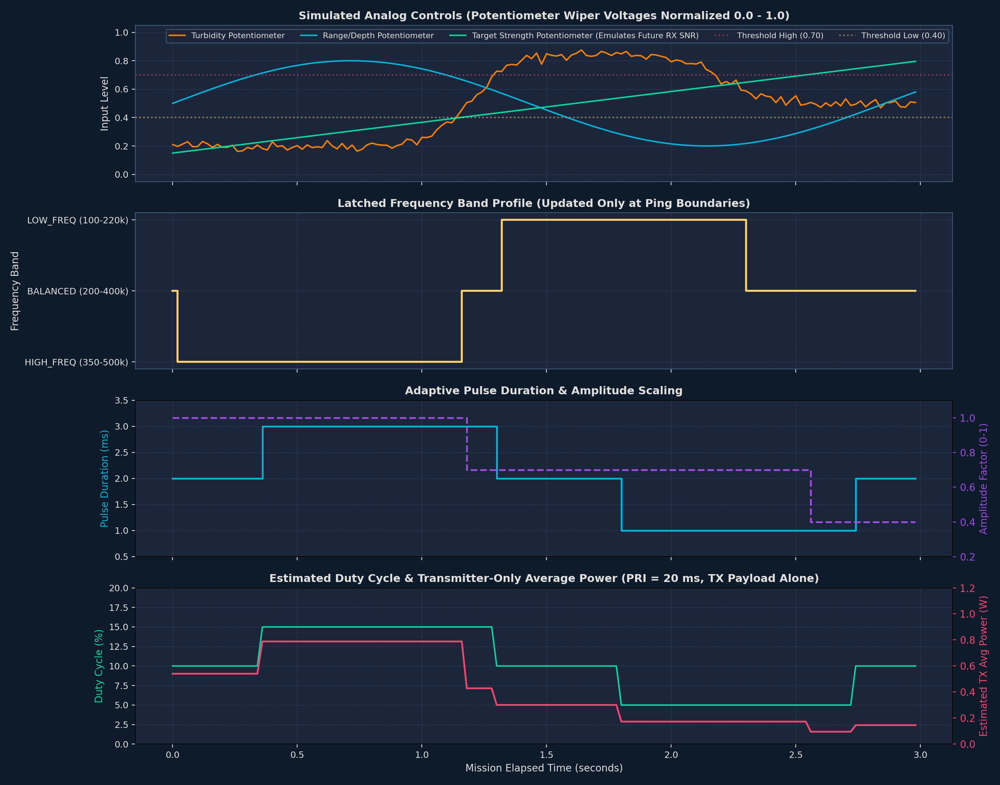 Simulated Analog Controls (Potentiometer Wiper Voltages Normalized 0.0 - 1.0)
Turbidity Potentiometer
Range/Depth Potentiometer
Target Strength Potentiometer (Emulates Future RX SNR)
Threshold High (0.70)
Threshold Low (0.40)
Input Level
1.0
0.8
0.6
0.4
0.2
0.0
Latched Frequency Band Profile (Updated Only at Ping Boundaries)
Frequency Band
LOW_FREQ (100-220k)
BALANCED (200-400k)
HIGH_FREQ (350-500k)
Adaptive Pulse Duration & Amplitude Scaling
Pulse Duration (ms)
3.5
3.0
2.5
2.0
1.5
1.0
0.5
1.0
0.8
0.6
0.4
0.2
Amplitude Factor (0-1)
Estimated Duty Cycle & Transmitter-Only Average Power (PRI = 20 ms, TX Payload Alone)
Duty Cycle (%)
20.0
17.5
15.0
12.5
10.0
7.5
5.0
2.5
0.0
1.2
1.0
0.8
0.6
0.4
0.2
0.0
Estimated TX Avg Power (W)
0.0 0.5 1.0 1.5 2.0 2.5 3.0
Mission Elapsed Time (seconds)